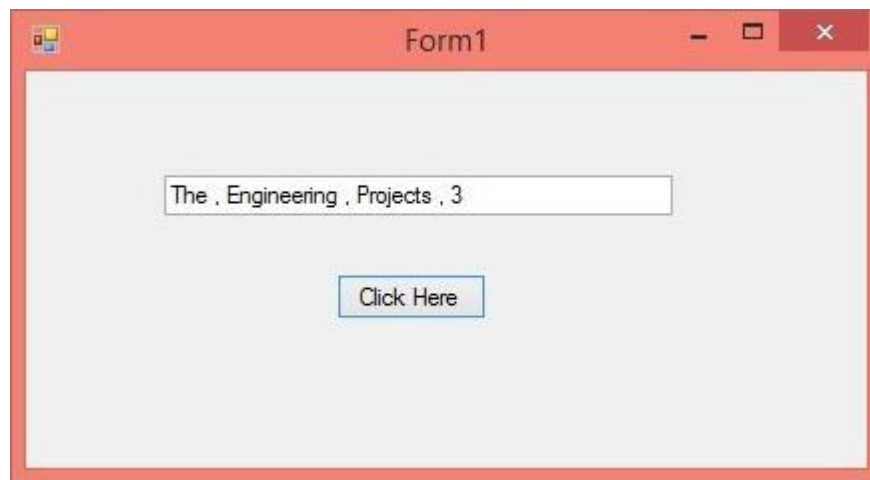 Form1
The , Engineering , Projects , 3
Click Here